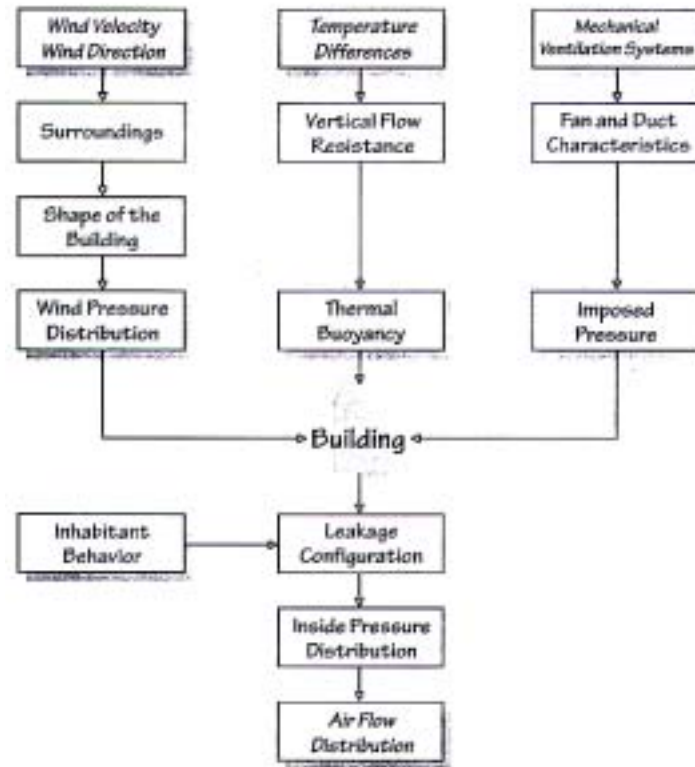 Wind Velocity
Wind Direction
Temperature
Differences
Mechanical
Ventilation Systems
Surroundings
Vertical Flow
Resistance
Fan and Duct
Characteristics
Shape of the
Building
Wind Pressure
Distribution
Thermal
Buoyancy
Imposed
Pressure
Building
Inhabitant
Behavior
Leakage
Configuration
Inside Pressure
Distribution
Air Flow
Distribution